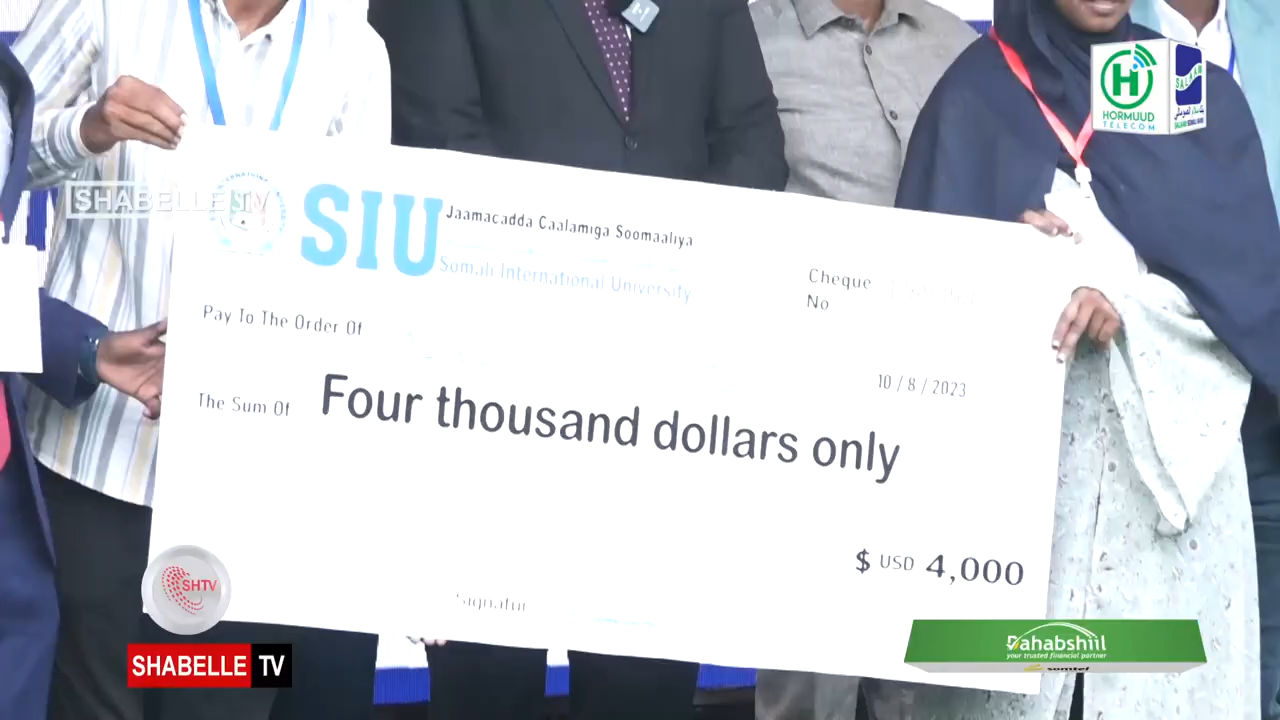 HORMUUD
TELECOM
SALAAM
SHABELLE TV
SIU
Jaamacadda Caalamiga Soomaaliya
Somali International University
Cheque
No
Pay To The Order Of
10 / 8 / 2023
The Sum Of
Four thousand dollars only
$ USD 4,000
SHTV
SHABELLE TV
Dahabshiil
your trusted financial partner
somtel